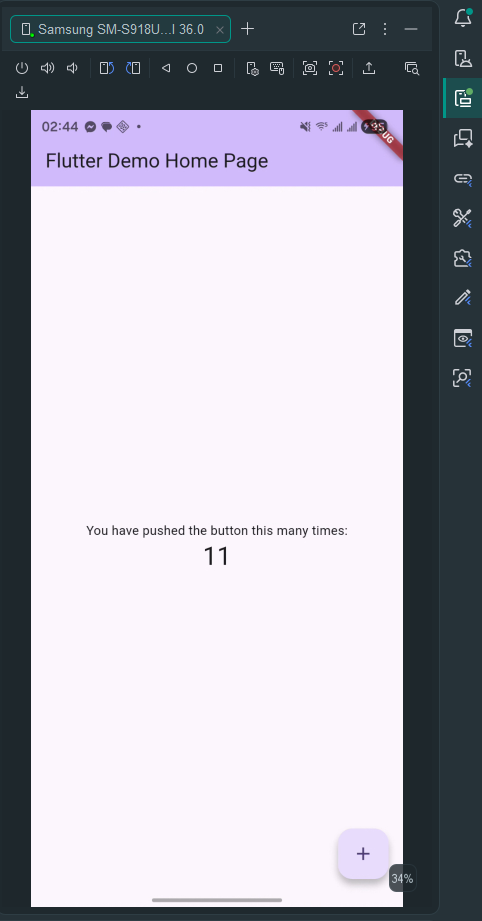 Samsung SM-S918U...I 36.0
02:44
Flutter Demo Home Page
You have pushed the button this many times:
11
+
34%